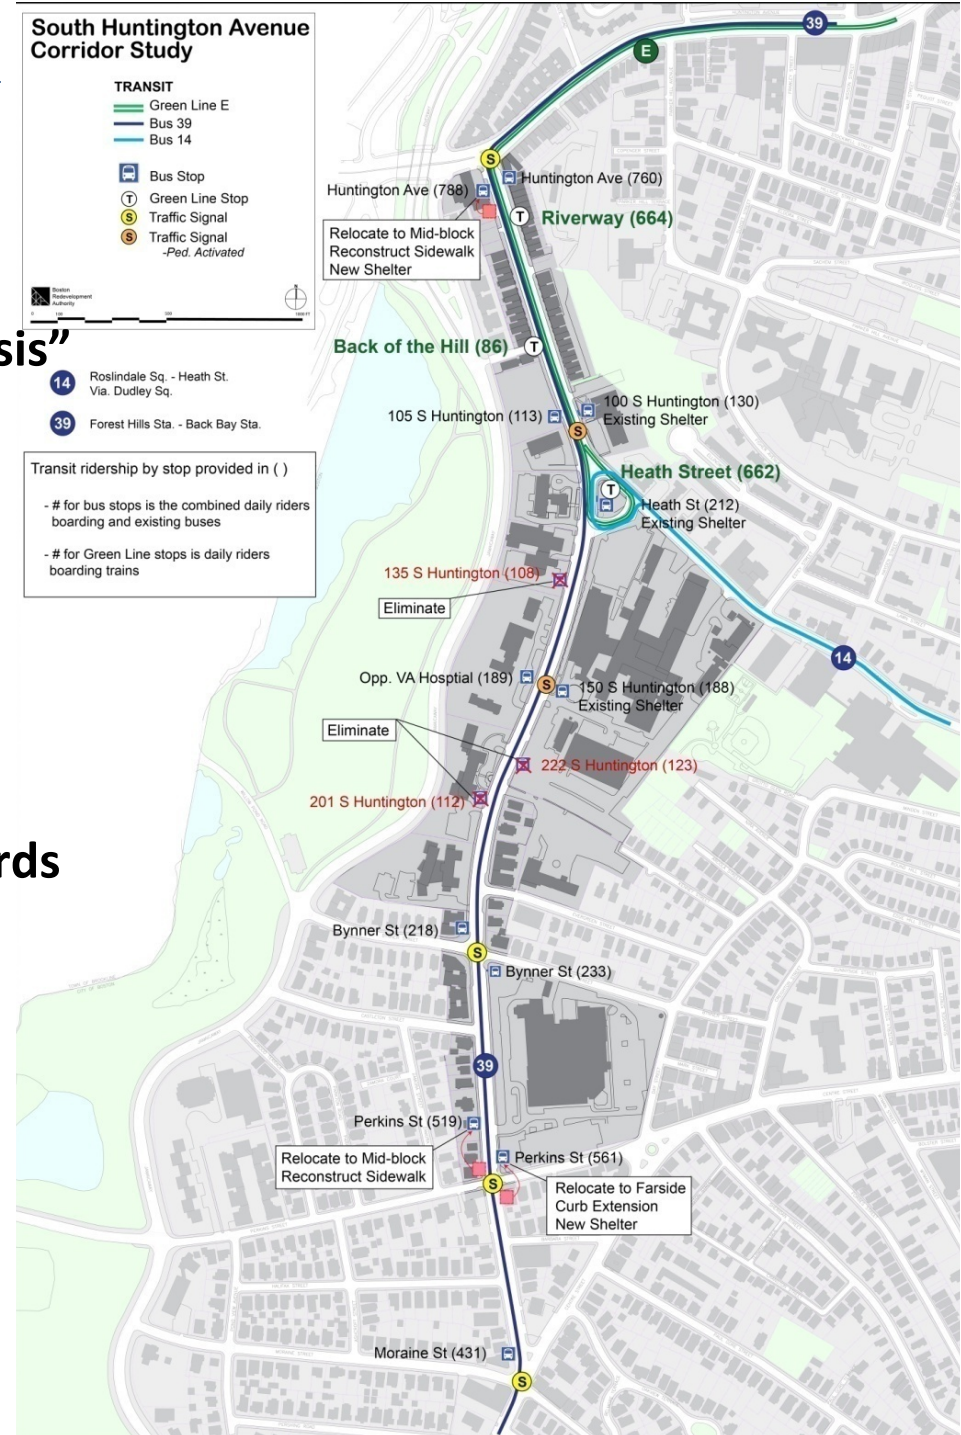 South Huntington Avenue
Corridor Study
TRANSIT
Green Line E
Bus 39
Bus 14
Bus Stop
T Green Line Stop
S Traffic Signal
S Traffic Signal
-Ped. Activated
Boston
Redevelopment
Authority
sis”
14 Roslindale Sq. - Heath St.
Via. Dudley Sq.
39 Forest Hills Sta. - Back Bay Sta.
Transit ridership by stop provided in ( )
- # for bus stops is the combined daily riders
boarding and existing buses
- # for Green Line stops is daily riders
boarding trains
rds
39
E
S
Huntington Ave (760)
Huntington Ave (788)
T Riverway (664)
Relocate to Mid-block
Reconstruct Sidewalk
New Shelter
Back of the Hill (86) T
100 S Huntington (130)
Existing Shelter
105 S Huntington (113)
S
Heath Street (662)
T
Heath St (212)
Existing Shelter
135 S Huntington (108)
Eliminate
14
Opp. VA Hosptial (189)
S
150 S Huntington (188)
Existing Shelter
Eliminate
222 S Huntington (123)
201 S Huntington (112)
Bynner St (218)
S
Bynner St (233)
39
Perkins St (519)
Relocate to Mid-block
Reconstruct Sidewalk
Perkins St (561)
S
Relocate to Farside
Curb Extension
New Shelter
Moraine St (431)
S